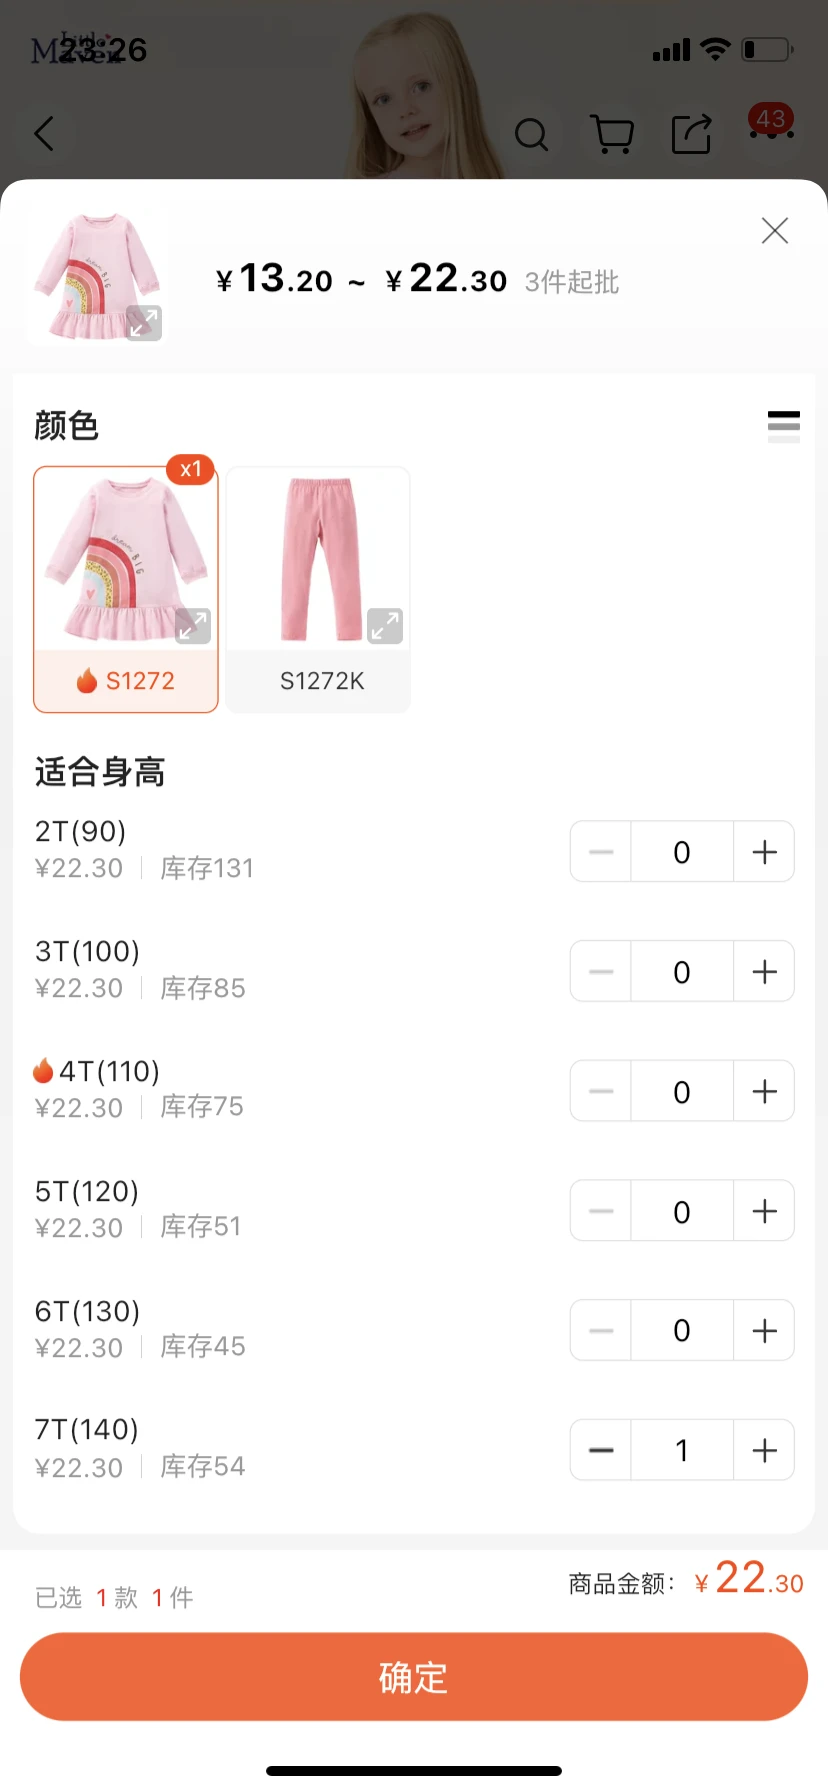 Little
Maven
23:26
43
¥13.20 ~ ¥22.30 3件起批
颜色
x1
dream BIG
S1272
S1272K
适合身高
2T(90)
¥22.30 库存131
0
3T(100)
¥22.30 库存85
0
4T(110)
¥22.30 库存75
0
5T(120)
¥22.30 库存51
0
6T(130)
¥22.30 库存45
0
7T(140)
¥22.30 库存54
1
已选 1 款 1 件
商品金额: ¥22.30
确定